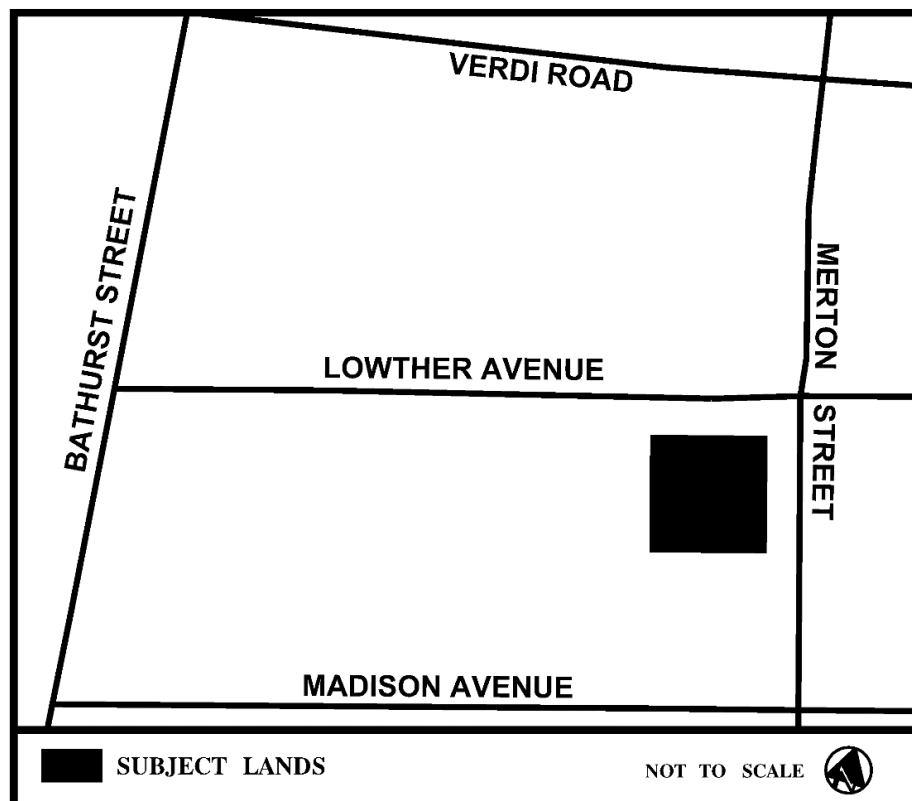 VERDI ROAD
BATHURST STREET
MERTON STREET
LOWTHER AVENUE
MADISON AVENUE
SUBJECT LANDS
NOT TO SCALE